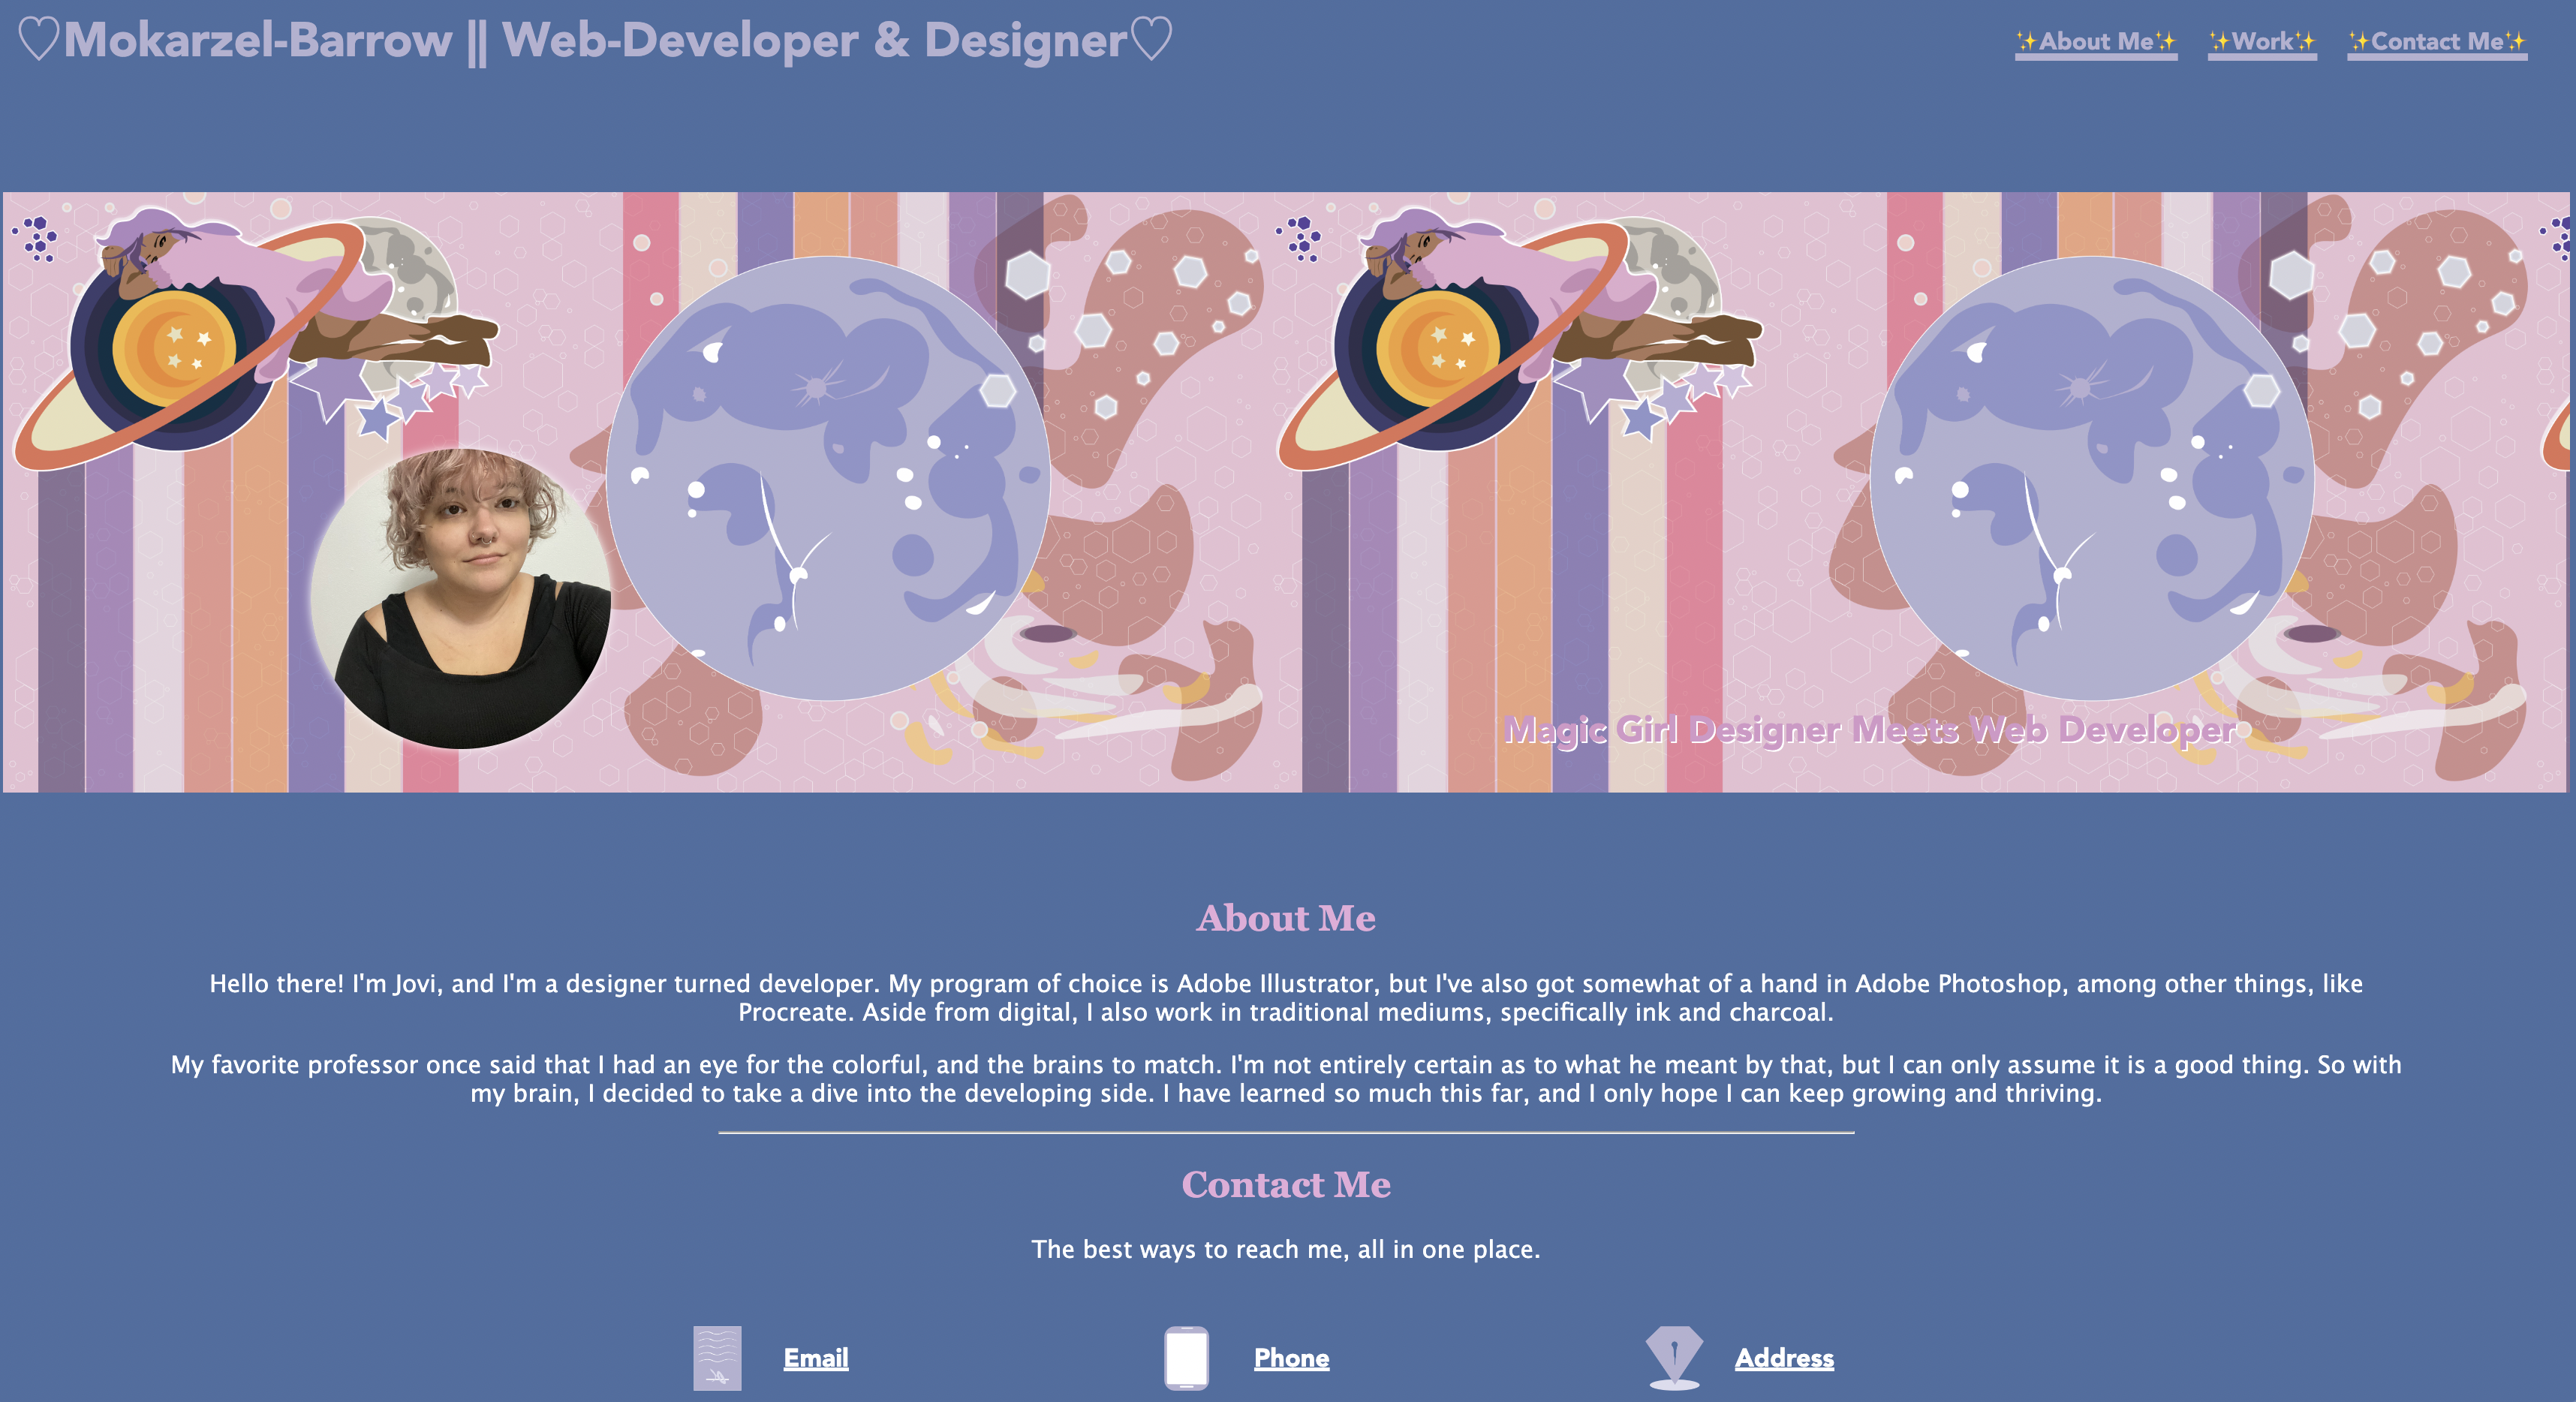 ♡Mokarzel-Barrow || Web-Developer & Designer♡
✨About Me✨ ✨Work✨ ✨Contact Me✨
Magic Girl Designer Meets Web Developer
About Me
Hello there! I'm Jovi, and I'm a designer turned developer. My program of choice is Adobe Illustrator, but I've also got somewhat of a hand in Adobe Photoshop, among other things, like
Procreate. Aside from digital, I also work in traditional mediums, specifically ink and charcoal.
My favorite professor once said that I had an eye for the colorful, and the brains to match. I'm not entirely certain as to what he meant by that, but I can only assume it is a good thing. So with
my brain, I decided to take a dive into the developing side. I have learned so much this far, and I only hope I can keep growing and thriving.
Contact Me
The best ways to reach me, all in one place.
Email Phone Address